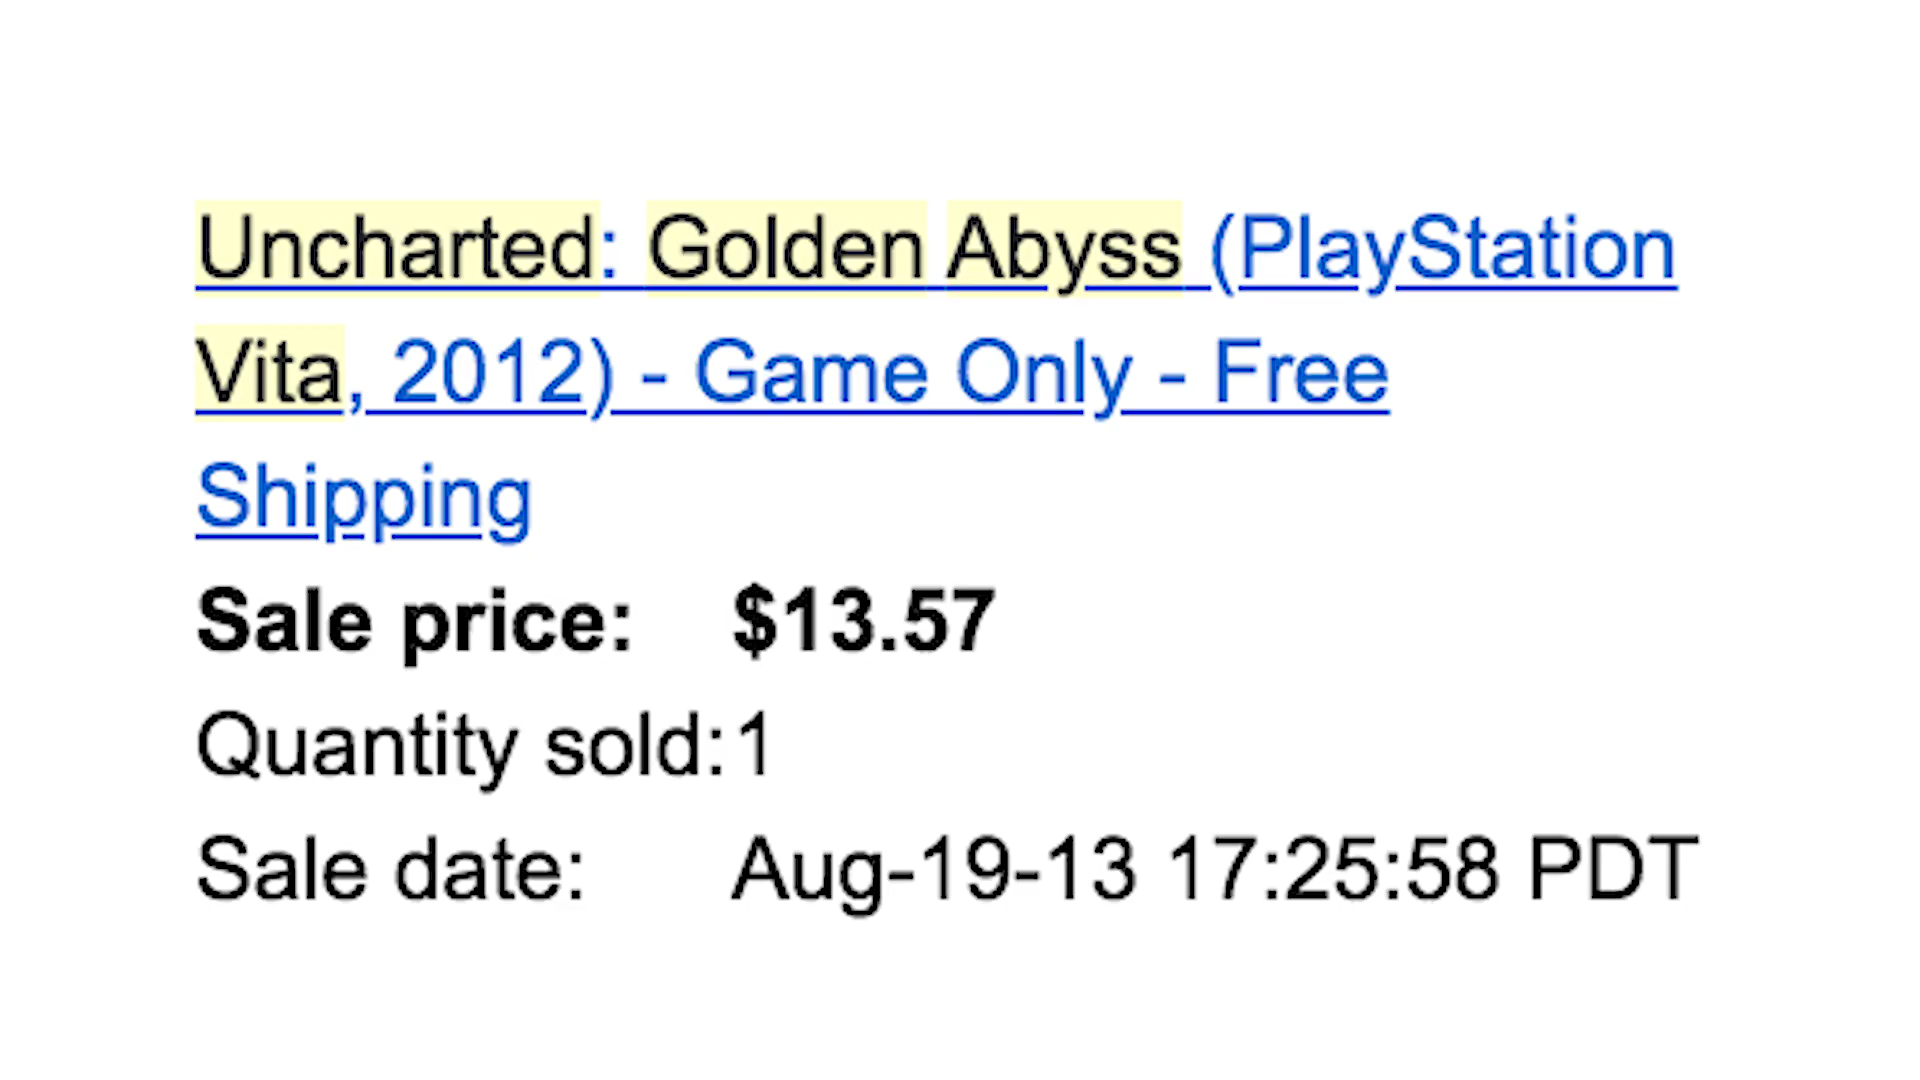 Uncharted: Golden Abyss (PlayStation
Vita, 2012) - Game Only - Free
Shipping
Sale price: $13.57
Quantity sold: 1
Sale date: Aug-19-13 17:25:58 PDT